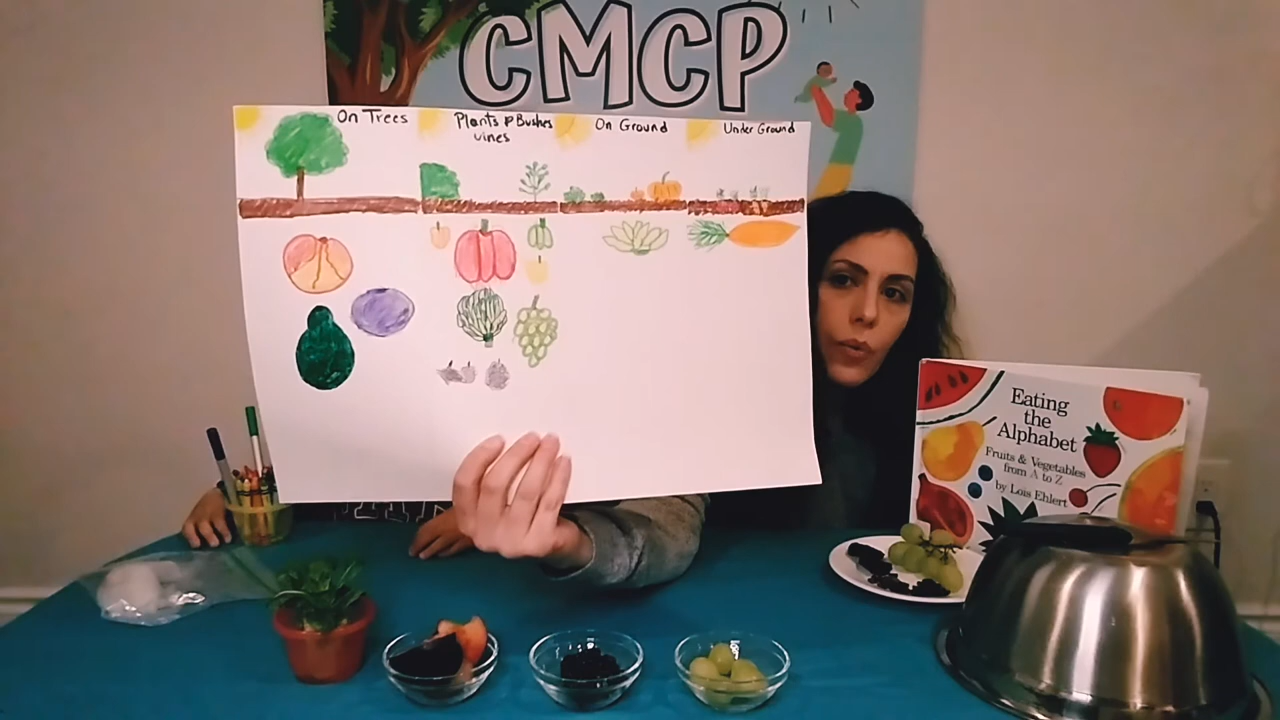 CMCP
On Trees
Plants & Bushes
vines
On Ground
Under Ground
Eating
the
Alphabet
Fruits & Vegetables
from A to Z
by Lois Ehlert